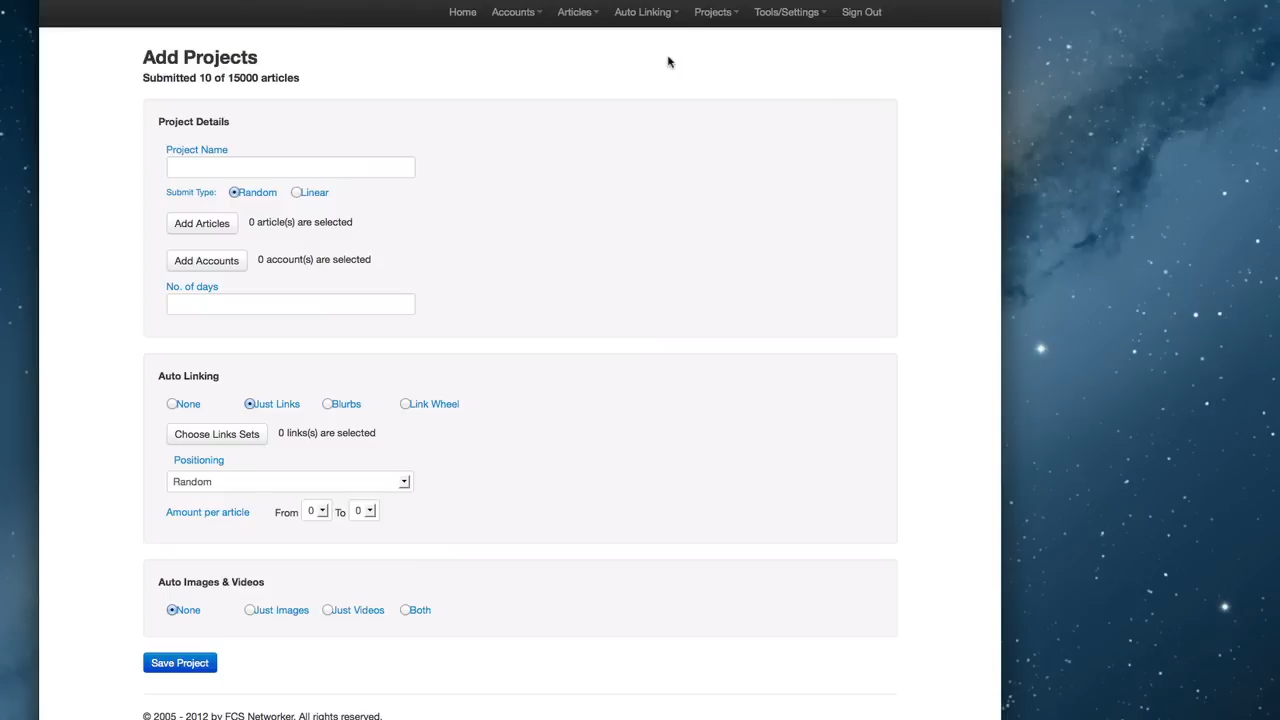 Home Accounts Articles Auto Linking Projects Tools/Settings Sign Out
Add Projects
Submitted 10 of 15000 articles
Project Details
Project Name
Submit Type: Random Linear
Add Articles 0 article(s) are selected
Add Accounts 0 account(s) are selected
No. of days
Auto Linking
None Just Links Blurbs Link Wheel
Choose Links Sets 0 links(s) are selected
Positioning
Random
Amount per article From 0 To 0
Auto Images & Videos
None Just Images Just Videos Both
Save Project
© 2005 - 2012 by FCS Networker. All rights reserved.